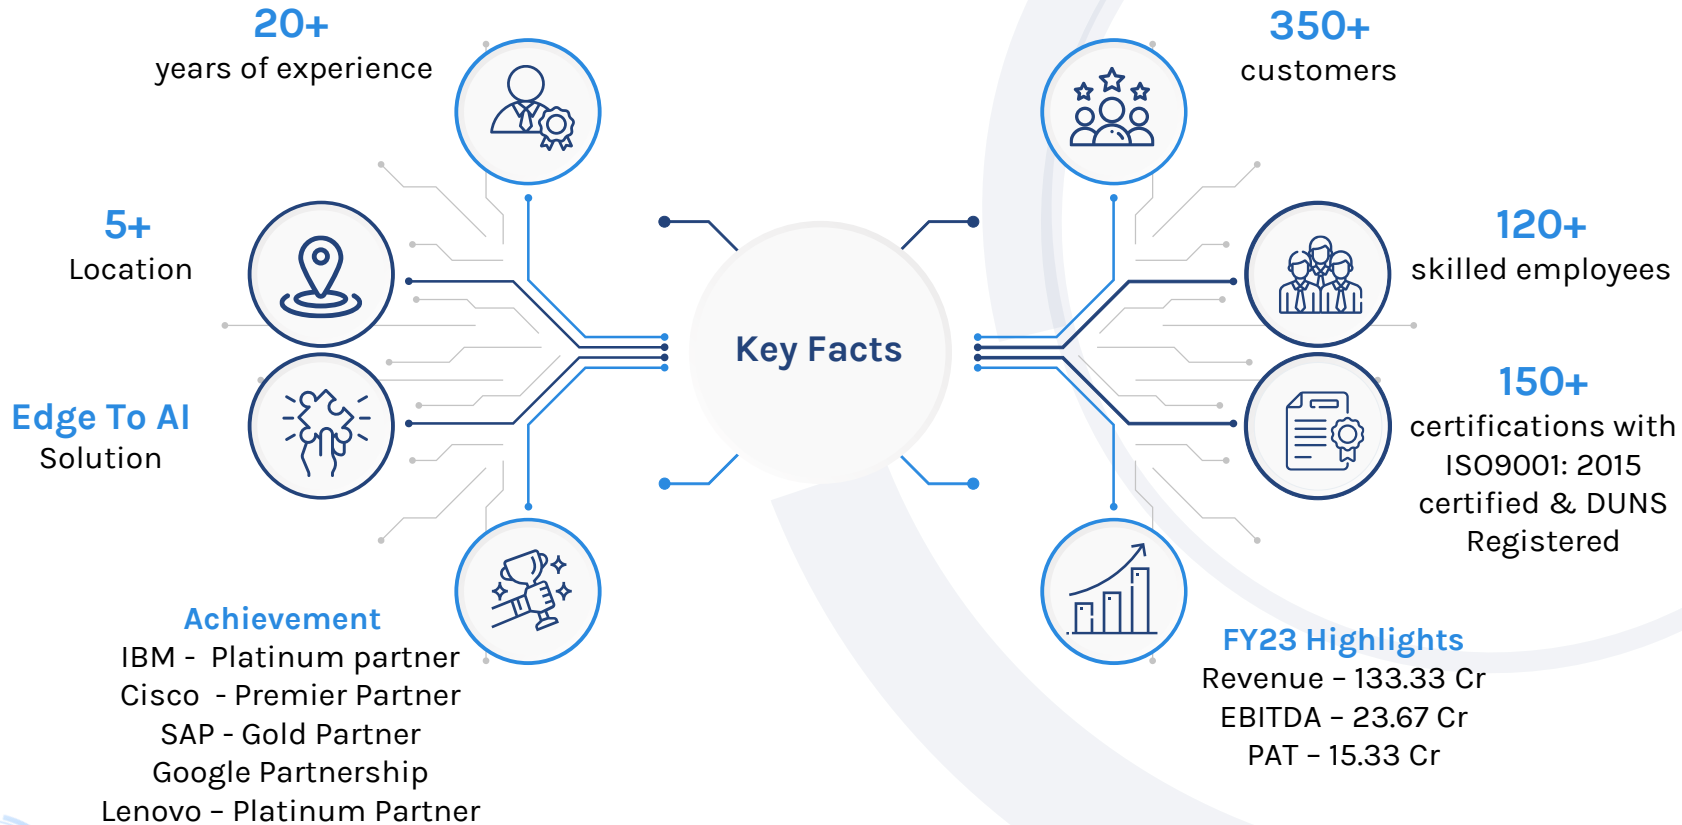 20+
years of experience
5+
Location
Edge To AI
Solution
Achievement
IBM - Platinum partner
Cisco - Premier Partner
SAP - Gold Partner
Google Partnership
Lenovo – Platinum Partner
Key Facts
350+
customers
120+
skilled employees
150+
certifications with
ISO9001: 2015
certified & DUNS
Registered
FY23 Highlights
Revenue – 133.33 Cr
EBITDA – 23.67 Cr
PAT – 15.33 Cr